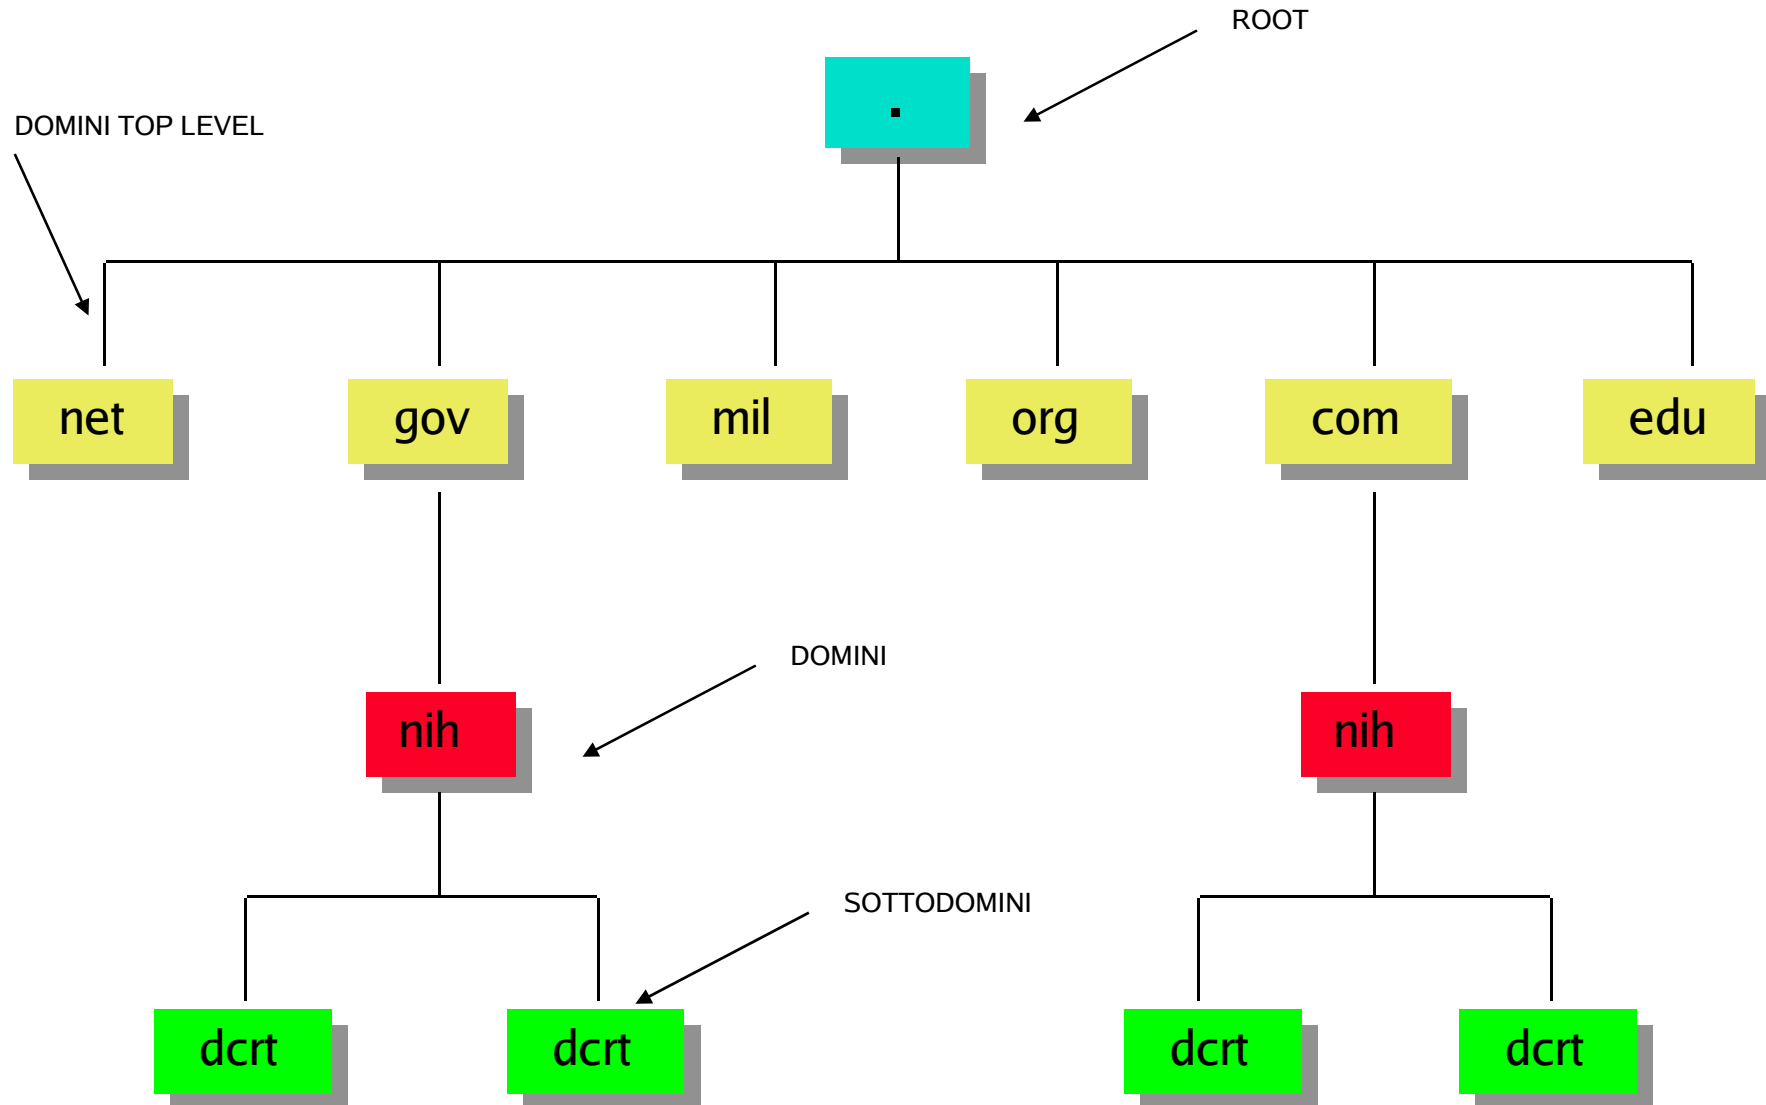 ROOT
.
DOMINI TOP LEVEL
net gov mil org com edu
DOMINI
nih nih
SOTTODOMINI
dcrt dcrt dcrt dcrt